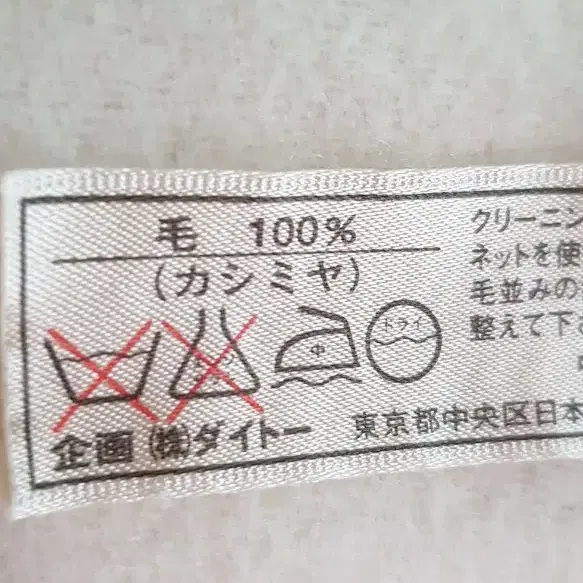 毛 100%
(カシミヤ)
中
ドライ
企画 (株)ダイトー
東京都中央区日本
クリーニン
ネットを使
毛並みの
整えて下